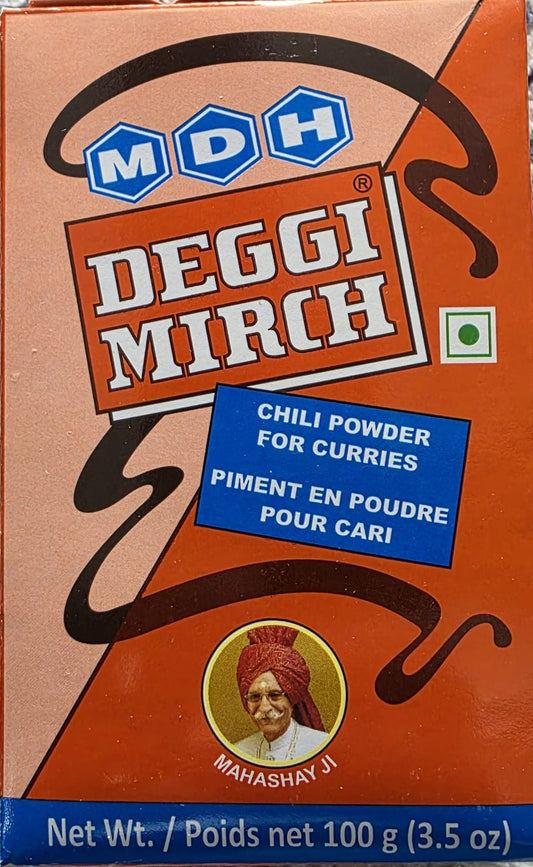 MDH
®
DEGGI
MIRCH
CHILI POWDER
FOR CURRIES
PIMENT EN POUDRE
POUR CARI
MAHASHAY JI
Net Wt. / Poids net 100 g (3.5 oz)